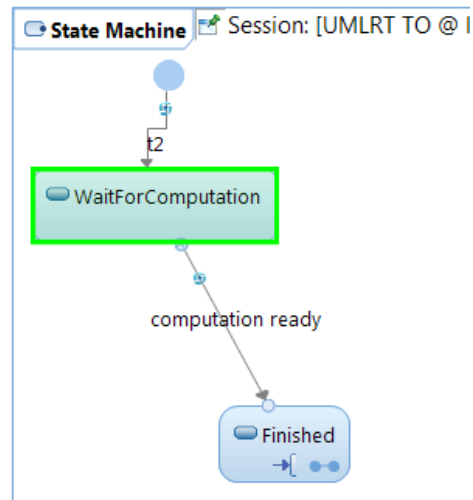 State Machine
Session: [UMLRT TO @
t2
WaitForComputation
computation ready
Finished